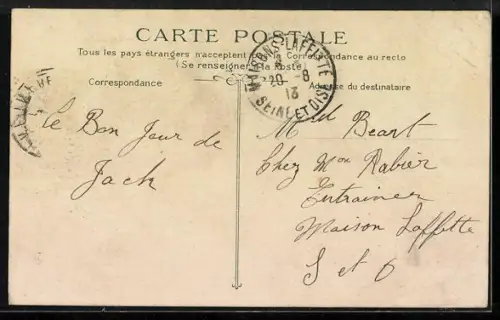 CARTE POSTALE
Tous les pays étrangers n'acceptent pas la Correspondance au recto
(Se renseigner à la Poste)
Correspondance
Adresse du destinataire
MAISONS-LAFFITTE
20 - 8
13
SEINE ET OISE
Le Bon Jour de
Jack
Beart
Chez Mon Rabier
Entraineur
Maison Laffette
S et O